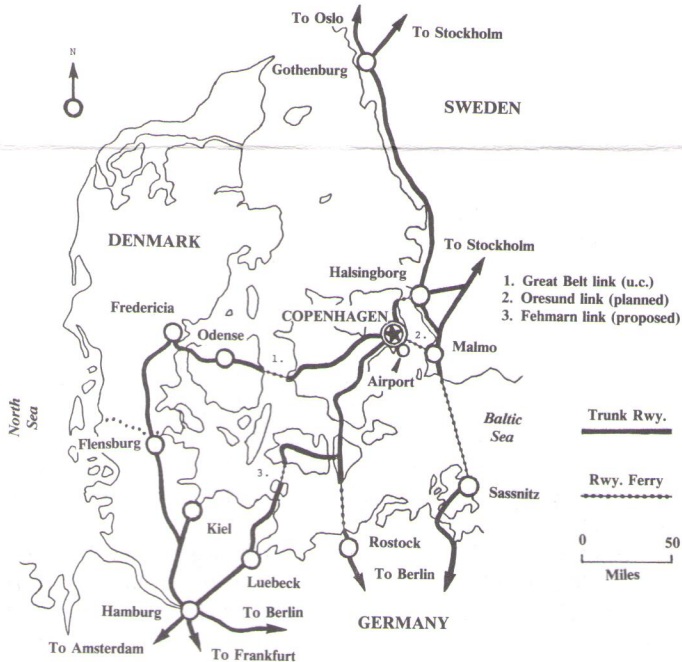 To Oslo
To Stockholm
N
Gothenburg
SWEDEN
DENMARK
To Stockholm
Halsingborg
1. Great Belt link (u.c.)
2. Oresund link (planned)
3. Fehmarn link (proposed)
Fredericia
COPENHAGEN
Odense
2.
1.
Malmo
Airport
North
Sea
Baltic
Sea
Trunk Rwy.
Flensburg
3.
Rwy. Ferry
Sassnitz
Kiel
Rostock
0 50
Miles
Luebeck
To Berlin
Hamburg
To Berlin
GERMANY
To Amsterdam
To Frankfurt